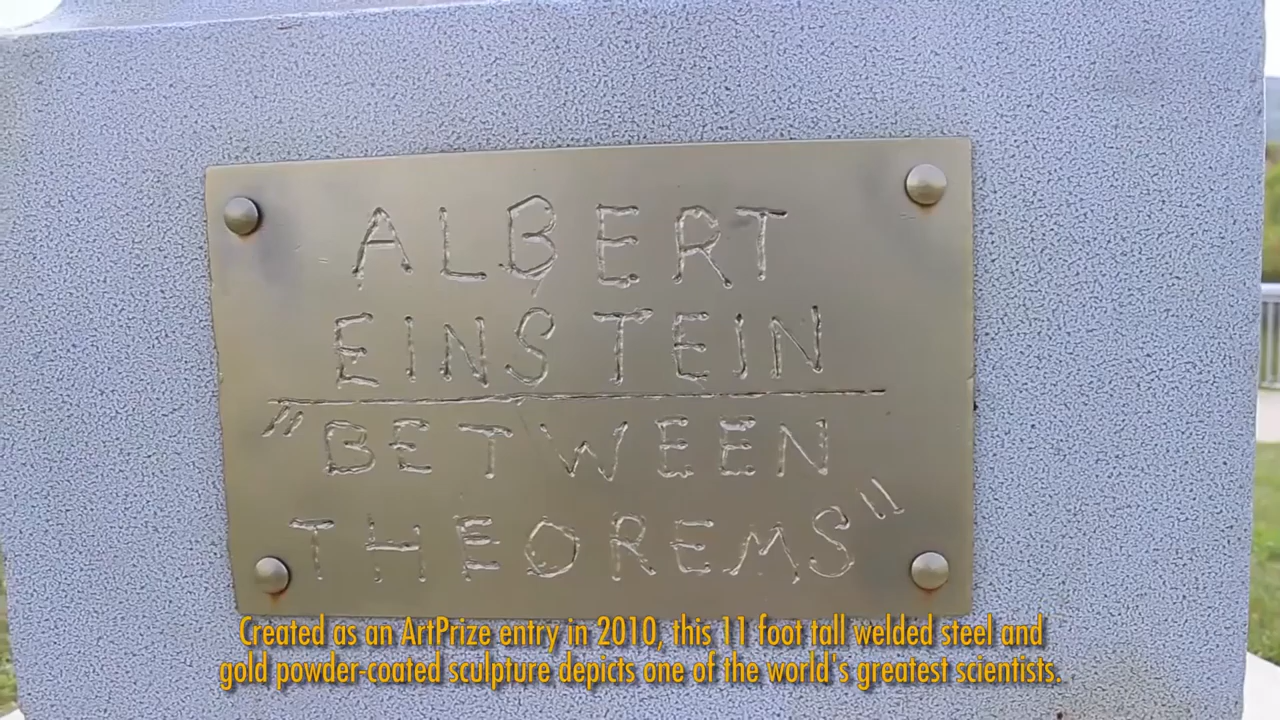 ALBERT
EINSTEIN
"BETWEEN
THEOREMS"
Created as an ArtPrize entry in 2010, this 11 foot tall welded steel and
gold powder-coated sculpture depicts one of the world's greatest scientists.